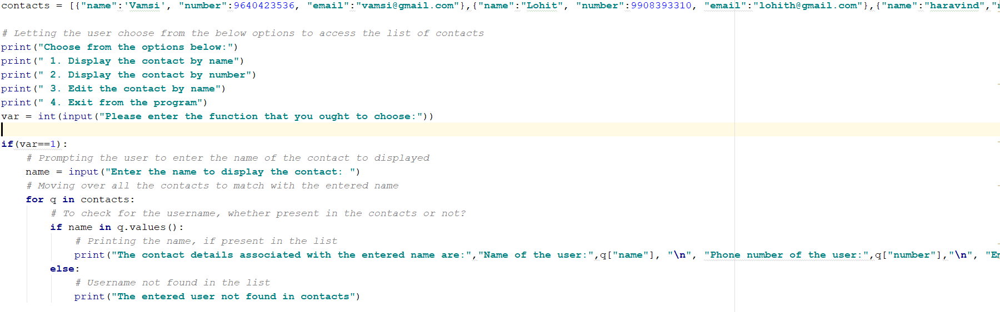 contacts = [{"name":'Vamsi', "number":9640423536, "email":"vamsi@gmail.com"},{"name":"Lohit", "number":9908393310, "email":"lohith@gmail.com"},{"name":"haravind","
# Letting the user choose from the below options to access the list of contacts
print("Choose from the options below:")
print(" 1. Display the contact by name")
print(" 2. Display the contact by number")
print(" 3. Edit the contact by name")
print(" 4. Exit from the program")
var = int(input("Please enter the function that you ought to choose:"))
if(var==1):
    # Prompting the user to enter the name of the contact to displayed
    name = input("Enter the name to display the contact: ")
    # Moving over all the contacts to match with the entered name
    for q in contacts:
        # To check for the username, whether present in the contacts or not?
        if name in q.values():
            # Printing the name, if present in the list
            print("The contact details associated with the entered name are:","Name of the user:",q["name"], "\n", "Phone number of the user:",q["number"],"\n", "
        else:
            # Username not found in the list
            print("The entered user not found in contacts")